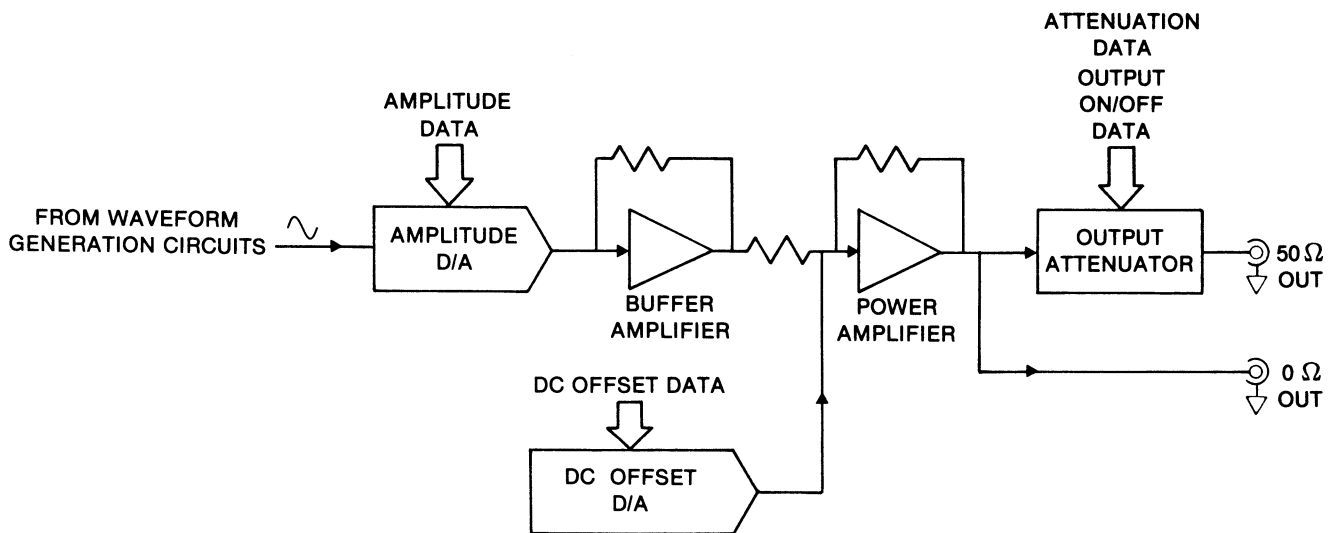 ATTENUATION
DATA
OUTPUT
ON/OFF
DATA
AMPLITUDE
DATA
FROM WAVEFORM
GENERATION CIRCUITS
AMPLITUDE
D/A
BUFFER
AMPLIFIER
POWER
AMPLIFIER
OUTPUT
ATTENUATOR
50 Ω
OUT
0 Ω
OUT
DC OFFSET DATA
DC OFFSET
D/A